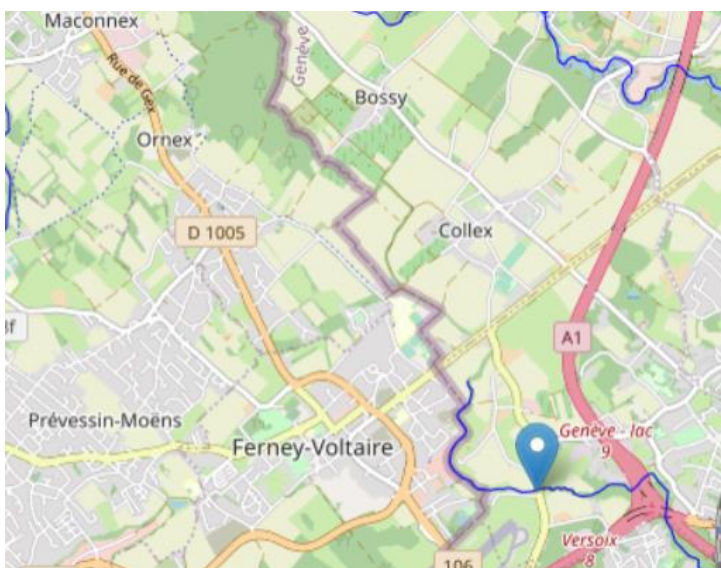 Maconnex
Rue de Gex
Genève
Bossy
Ornex
D 1005
Collex
A1
Prévessin-Moëns
Ferney-Voltaire
Genève - lac
9
Versoix
8
106